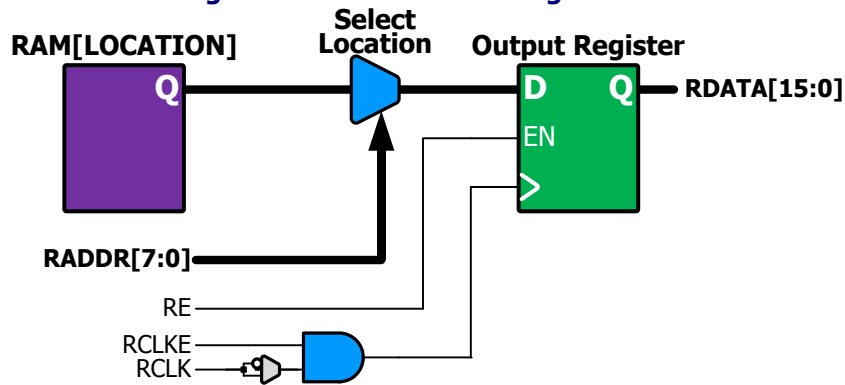 Select
Location
RAM[LOCATION]
Output Register
Q
D
Q
RDATA[15:0]
EN
RADDR[7:0]
RE
RCLKE
RCLK